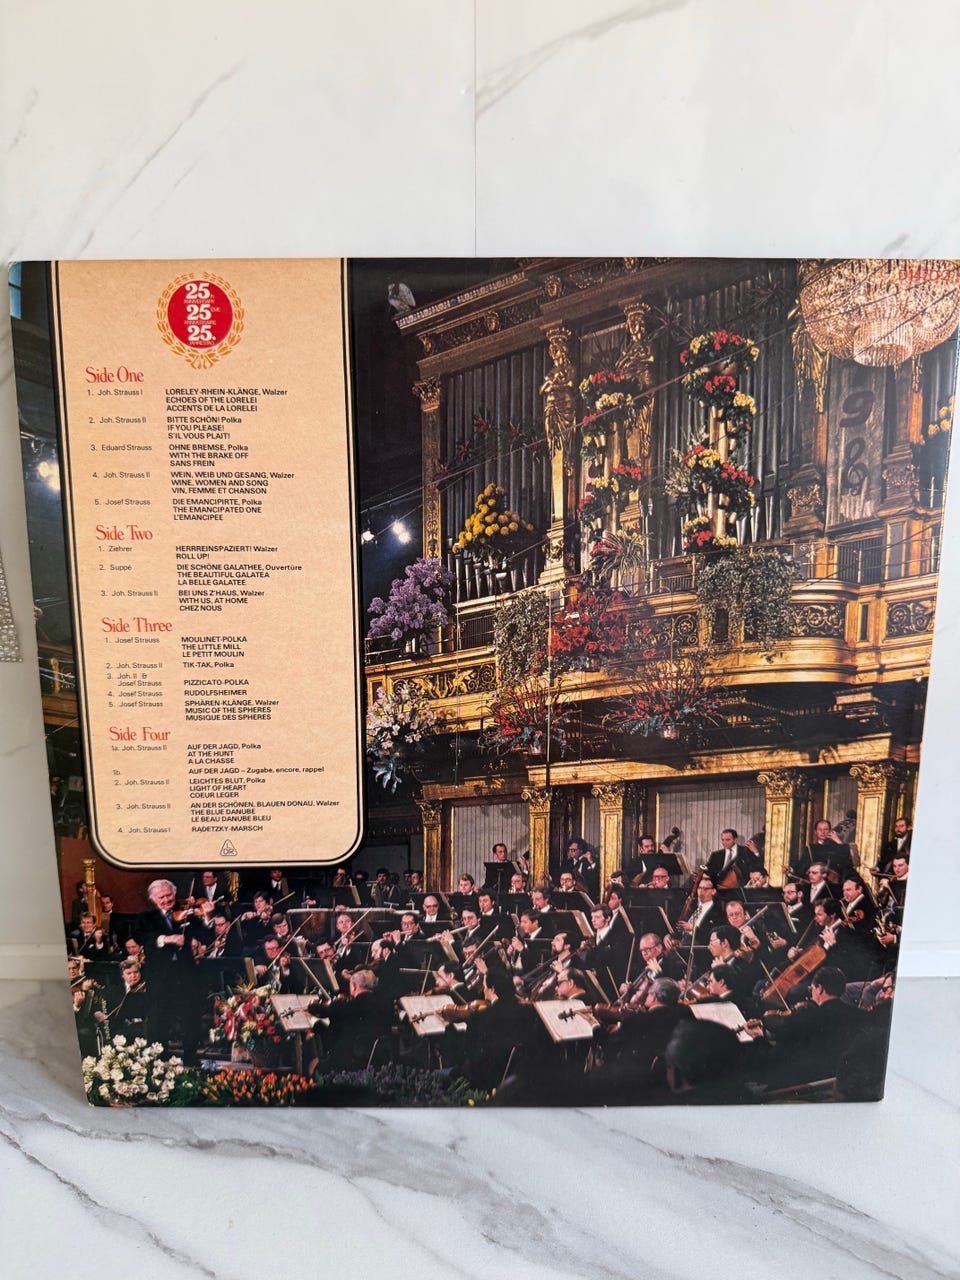 25th
ANNIVERSARY
25ÈME
ANNIVERSAIRE
25.
JAHRESTAG
Side One
1. Joh. Strauss I LORELEY-RHEIN-KLÄNGE, Walzer
ECHOES OF THE LORELEI
ACCENTS DE LA LORELEI
2. Joh. Strauss II BITTE SCHÖN! Polka
IF YOU PLEASE!
S'IL VOUS PLAIT!
3. Eduard Strauss OHNE BREMSE, Polka
WITH THE BRAKE OFF
SANS FREIN
4. Joh. Strauss II WEIN, WEIB UND GESANG, Walzer
WINE, WOMEN AND SONG
VIN, FEMME ET CHANSON
5. Josef Strauss DIE EMANCIPIRTE, Polka
THE EMANCIPATED ONE
L'EMANCIPEE
Side Two
1. Ziehrer HERRREINSPAZIERT! Walzer
ROLL UP!
2. Suppé DIE SCHÖNE GALATHEE, Ouvertüre
THE BEAUTIFUL GALATEA
LA BELLE GALATEE
3. Joh. Strauss II BEI UNS Z'HAUS, Walzer
WITH US, AT HOME
CHEZ NOUS
Side Three
1. Josef Strauss MOULINET-POLKA
THE LITTLE MILL
LE PETIT MOULIN
2. Joh. Strauss II TIK-TAK, Polka
3. Joh. II &
Josef Strauss PIZZICATO-POLKA
4. Josef Strauss RUDOLFSHEIMER
5. Josef Strauss SPHÄREN-KLÄNGE, Walzer
MUSIC OF THE SPHERES
MUSIQUE DES SPHERES
Side Four
1a. Joh. Strauss II AUF DER JAGD, Polka
AT THE HUNT
A LA CHASSE
1b. AUF DER JAGD – Zugabe, encore, rappel
2. Joh. Strauss II LEICHTES BLUT, Polka
LIGHT OF HEART
COEUR LEGER
3. Joh. Strauss II AN DER SCHÖNEN, BLAUEN DONAU, Walzer
THE BLUE DANUBE
LE BEAU DANUBE BLEU
4. Joh. Strauss I RADETZKY-MARSCH